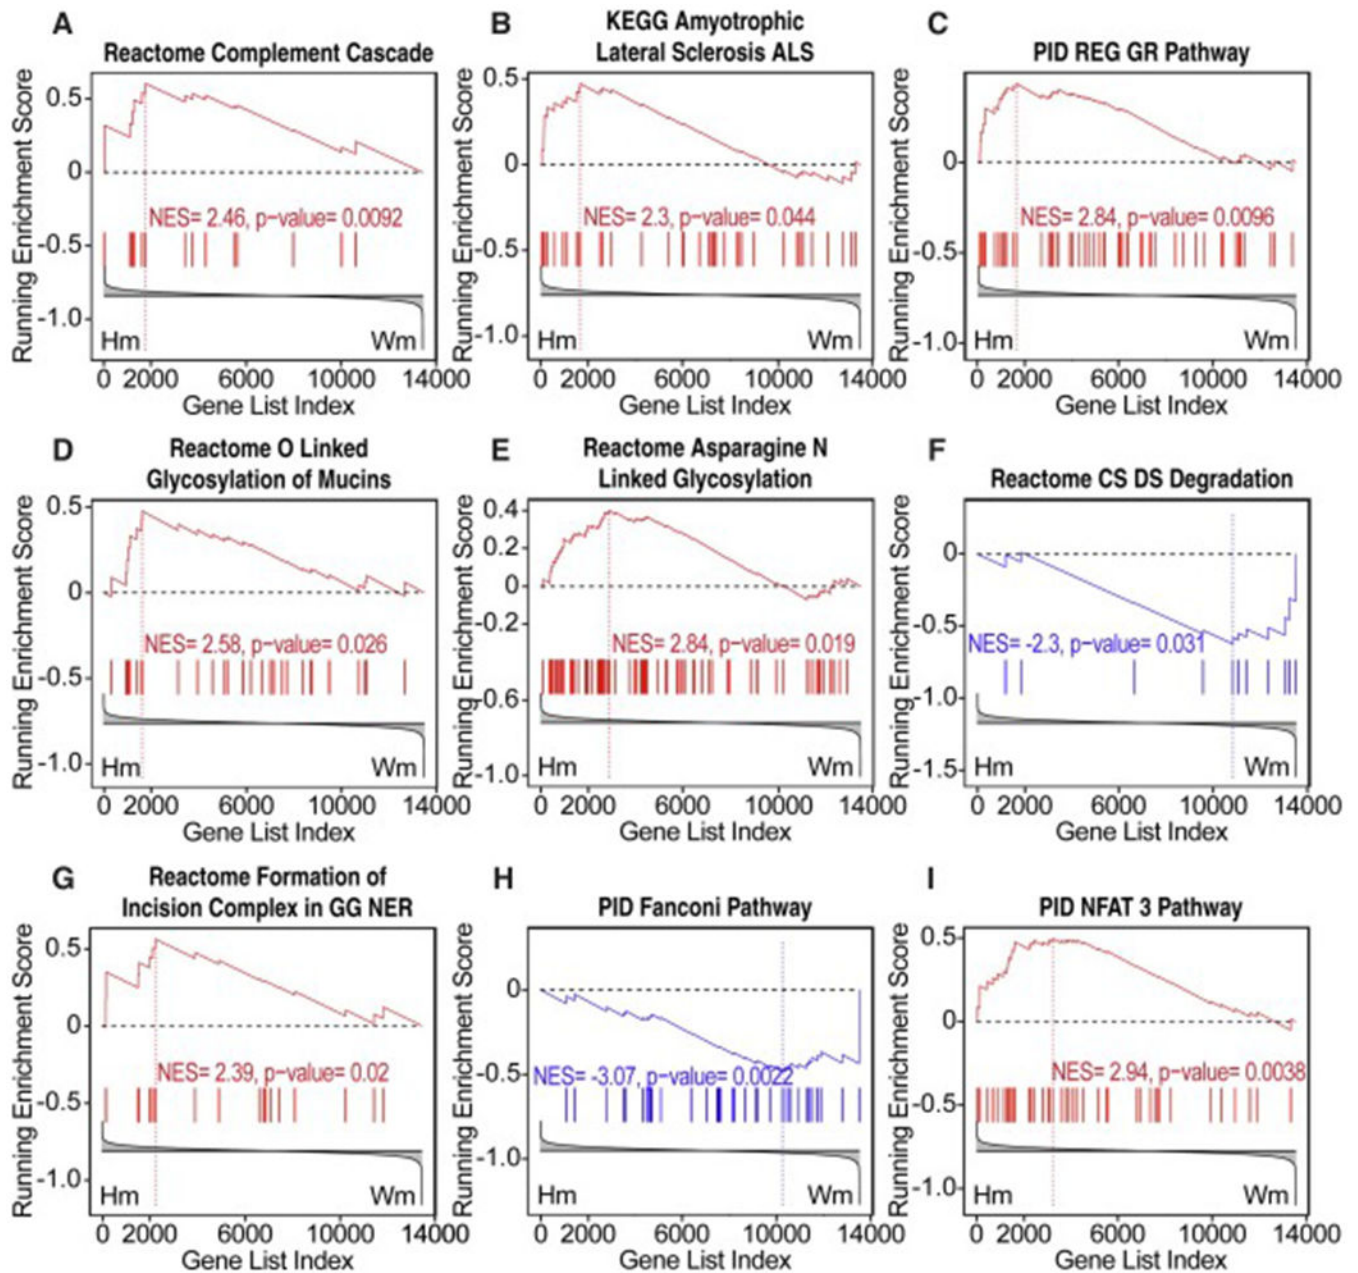 A
Reactome Complement Cascade
Running Enrichment Score
0.5
0
-0.5
-1.0
NES= 2.46, p-value= 0.0092
Hm
Wm
0 2000 6000 10000 14000
Gene List Index
B
KEGG Amyotrophic
Lateral Sclerosis ALS
Running Enrichment Score
0.5
0
-0.5
-1.0
NES= 2.3, p-value= 0.044
Hm
Wm
0 2000 6000 10000 14000
Gene List Index
C
PID REG GR Pathway
Running Enrichment Score
0
-0.5
-1.0
NES= 2.84, p-value= 0.0096
Hm
Wm
0 2000 6000 10000 14000
Gene List Index
D
Reactome O Linked
Glycosylation of Mucins
Running Enrichment Score
0.5
0
-0.5
-1.0
NES= 2.58, p-value= 0.026
Hm
Wm
0 2000 6000 10000 14000
Gene List Index
E
Reactome Asparagine N
Linked Glycosylation
Running Enrichment Score
0.4
0.2
0
-0.2
-0.6
-1.0
NES= 2.84, p-value= 0.019
Hm
Wm
0 2000 6000 10000 14000
Gene List Index
F
Reactome CS DS Degradation
Running Enrichment Score
0
-0.5
-1.0
-1.5
NES= -2.3, p-value= 0.031
Hm
Wm
0 2000 6000 10000 14000
Gene List Index
G
Reactome Formation of
Incision Complex in GG NER
Running Enrichment Score
0.5
0
-0.5
-1.0
NES= 2.39, p-value= 0.02
Hm
Wm
0 2000 6000 10000 14000
Gene List Index
H
PID Fanconi Pathway
Running Enrichment Score
0
-0.5
-1.0
NES= -3.07, p-value= 0.0022
Hm
Wm
0 2000 6000 10000 14000
Gene List Index
I
PID NFAT 3 Pathway
Running Enrichment Score
0.5
0
-0.5
-1.0
NES= 2.94, p-value= 0.0038
Hm
Wm
0 2000 6000 10000 14000
Gene List Index